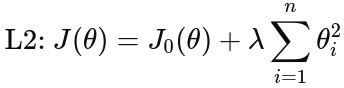 L2: J(θ) = J₀(θ) + λ ∑ᵢ₌₁ⁿ θᵢ²